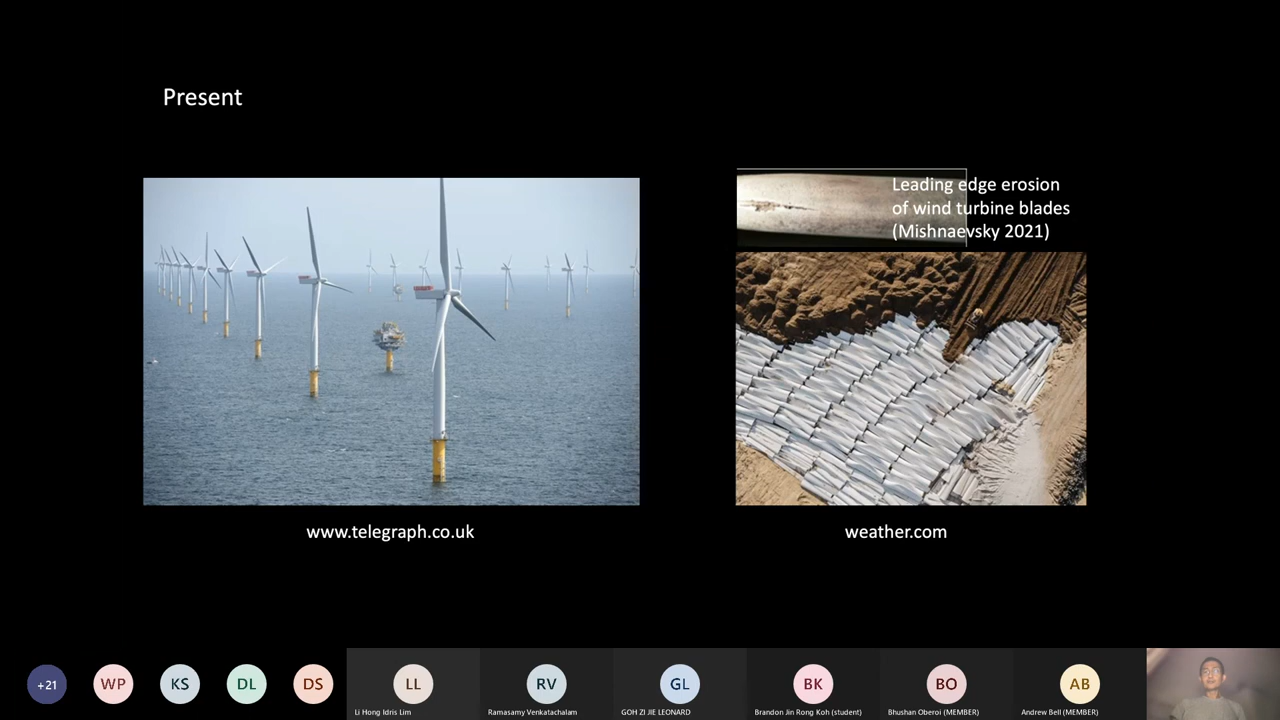 Present
Leading edge erosion
of wind turbine blades
(Mishnaevsky 2021)
www.telegraph.co.uk
weather.com
+21
WP
KS
DL
DS
LL
RV
GL
BK
BO
AB
Li Hong Idris Lim
Ramasamy Venkatachalam
GOH ZI JIE LEONARD
Brandon Jin Rong Koh (student)
Bhushan Oberoi (MEMBER)
Andrew Bell (MEMBER)